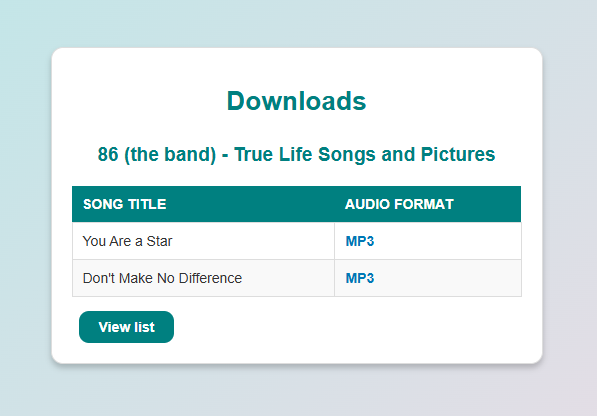 Downloads
86 (the band) - True Life Songs and Pictures
SONG TITLE AUDIO FORMAT
You Are a Star MP3
Don't Make No Difference MP3
View list